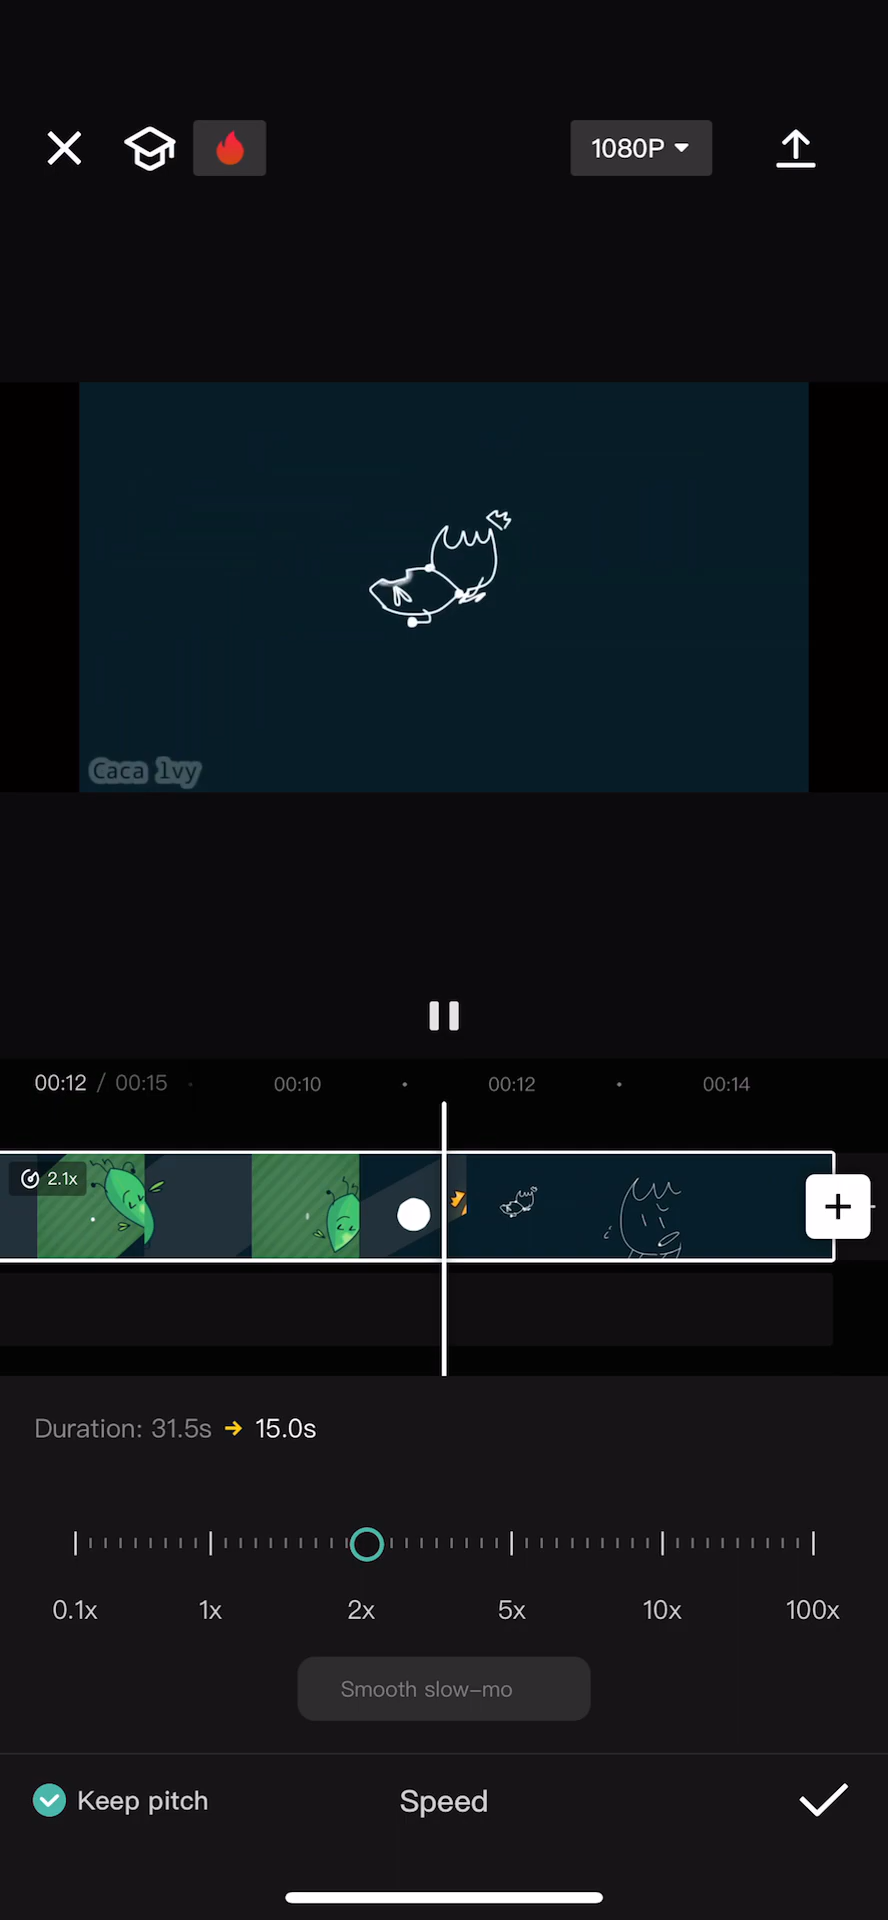 1080P
Caca lvy
00:12 / 00:15
00:10
00:12
00:14
2.1x
Duration: 31.5s → 15.0s
0.1x 1x 2x 5x 10x 100x
Smooth slow-mo
Keep pitch
Speed